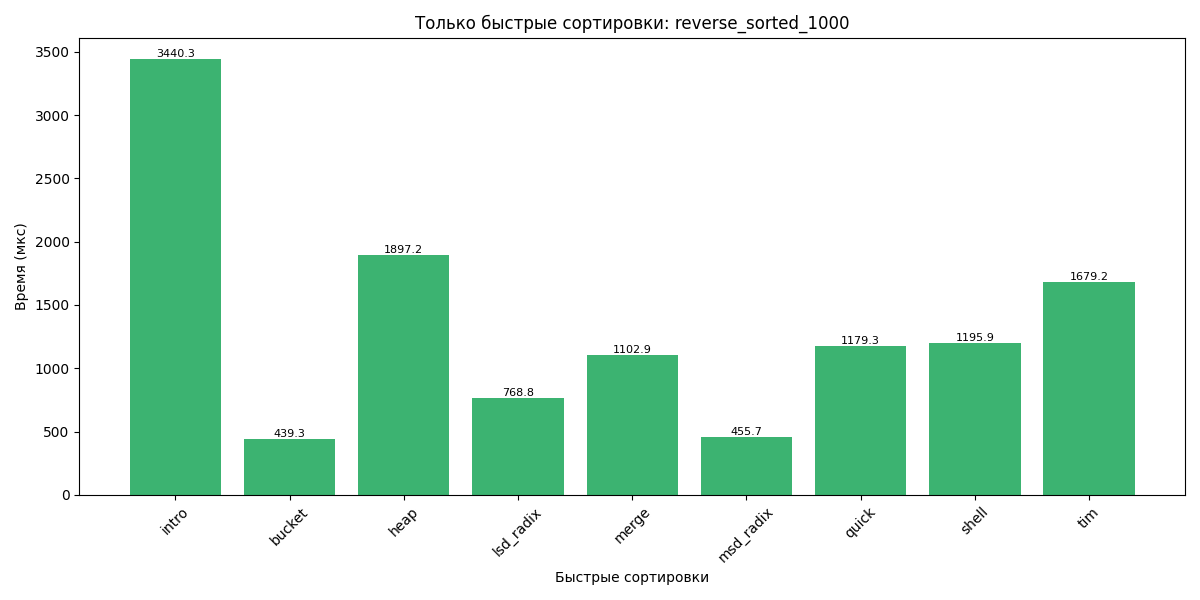 Только быстрые сортировки: reverse_sorted_1000
Время (мкс)
3500
3000
2500
2000
1500
1000
500
0
3440.3
439.3
1897.2
768.8
1102.9
455.7
1179.3
1195.9
1679.2
intro
bucket
heap
lsd_radix
merge
msd_radix
quick
shell
tim
Быстрые сортировки